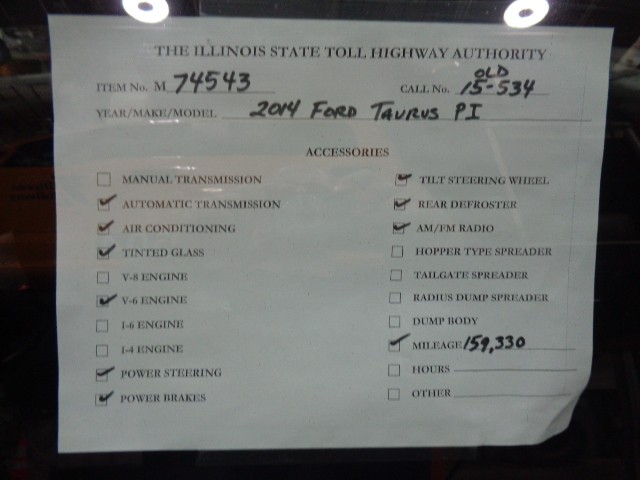 THE ILLINOIS STATE TOLL HIGHWAY AUTHORITY
ITEM No. M 74543 CALL No. OLD 15-534
YEAR/MAKE/MODEL 2014 FORD TAURUS PI
ACCESSORIES
MANUAL TRANSMISSION
AUTOMATIC TRANSMISSION
AIR CONDITIONING
TINTED GLASS
V-8 ENGINE
V-6 ENGINE
I-6 ENGINE
I-4 ENGINE
POWER STEERING
POWER BRAKES
TILT STEERING WHEEL
REAR DEFROSTER
AM/FM RADIO
HOPPER TYPE SPREADER
TAILGATE SPREADER
RADIUS DUMP SPREADER
DUMP BODY
MILEAGE 159,330
HOURS
OTHER